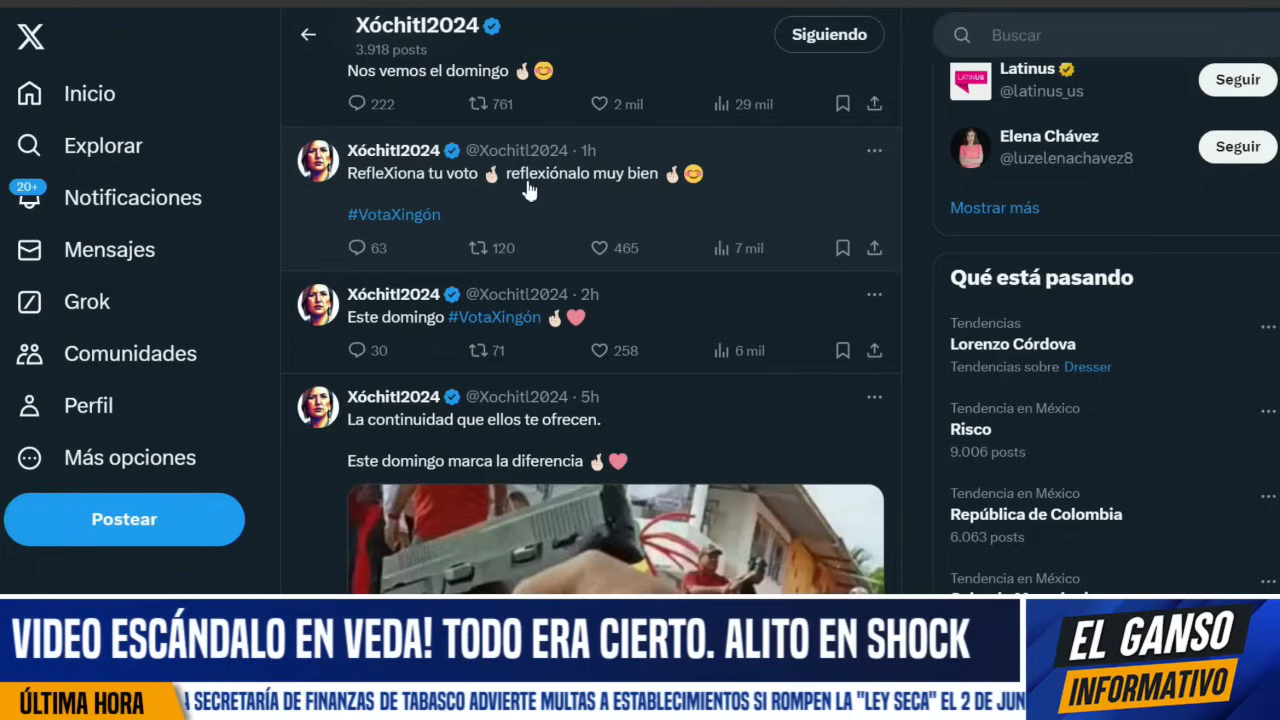 Xóchitl2024
3.918 posts
Siguiendo
Nos vemos el domingo 🤞🏻😊
222 761 2 mil 29 mil
Xóchitl2024 @Xochitl2024 · 1h
RefleXiona tu voto 🤞🏻 reflexiónalo muy bien 🤞🏻😊
#VotaXingón
63 120 465 7 mil
Xóchitl2024 @Xochitl2024 · 2h
Este domingo #VotaXingón 🤞🏻❤️
30 71 258 6 mil
Xóchitl2024 @Xochitl2024 · 5h
La continuidad que ellos te ofrecen.
Este domingo marca la diferencia 🤞🏻❤️
Inicio
Explorar
20+
Notificaciones
Mensajes
Grok
Comunidades
Perfil
Más opciones
Postear
Buscar
LATINUS
Latinus
@latinus_us
Seguir
Elena Chávez
@luzelenachavez8
Seguir
Mostrar más
Qué está pasando
Tendencias
Lorenzo Córdova
Tendencias sobre Dresser
Tendencia en México
Risco
9.006 posts
Tendencia en México
República de Colombia
6.063 posts
Tendencia en México
VIDEO ESCÁNDALO EN VEDA! TODO ERA CIERTO. ALITO EN SHOCK
EL GANSO
INFORMATIVO
ÚLTIMA HORA
A SECRETARÍA DE FINANZAS DE TABASCO ADVIERTE MULTAS A ESTABLECIMIENTOS SI ROMPEN LA "LEY SECA" EL 2 DE JUN